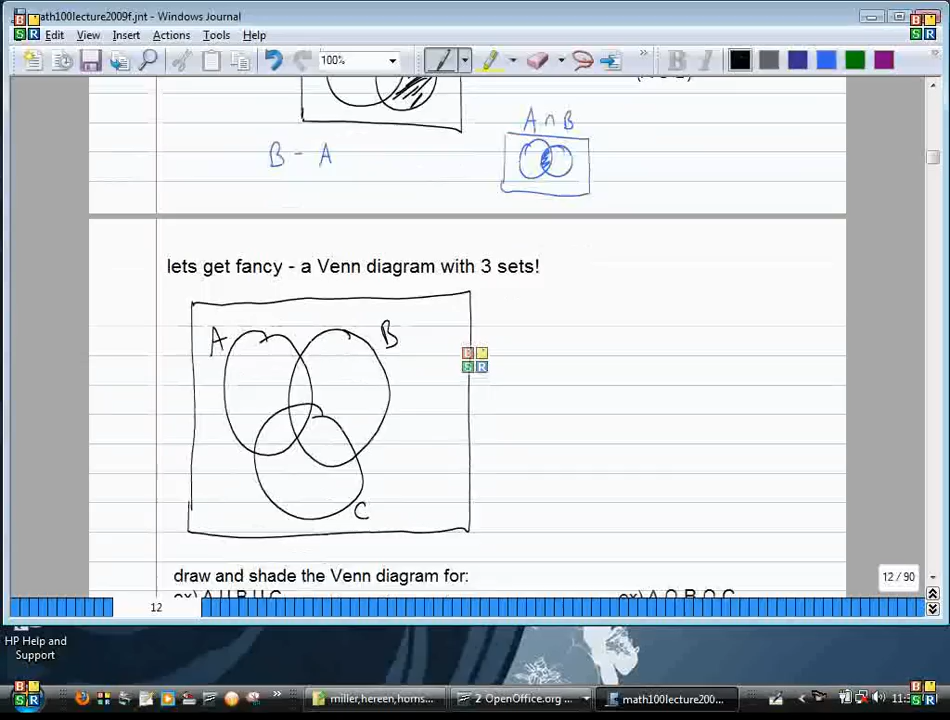 math100lecture2009f.jnt - Windows Journal
Edit View Insert Actions Tools Help
100%
B - A
A ∩ B
lets get fancy - a Venn diagram with 3 sets!
A
B
C
draw and shade the Venn diagram for:
ex) A U B U C
ex) A ∩ B ∩ C
12 / 90
12
HP Help and
Support
miller,hereen,horns...
2 OpenOffice.org ...
math100lecture200...
B
S R